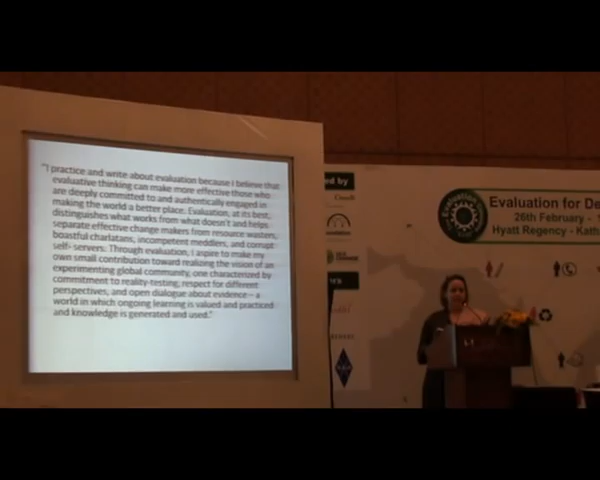 "I practice and write about evaluation because I believe that
evaluative thinking can make more effective those who
are deeply committed to and authentically engaged in
making the world a better place. Evaluation, at its best,
distinguishes what works from what doesn't and helps
separate effective change makers from resource wasters,
boastful charlatans, incompetent meddlers, and corrupt
self- servers. Through evaluation, I aspire to make my
own small contribution toward realizing the vision of an
experimenting global community, one characterized by
commitment to reality-testing, respect for different
perspectives, and open dialogue about evidence – a
world in which ongoing learning is valued and practiced
and knowledge is generated and used."
ed by
Canada
Evaluation for De
26th February - 1
Hyatt Regency - Kath